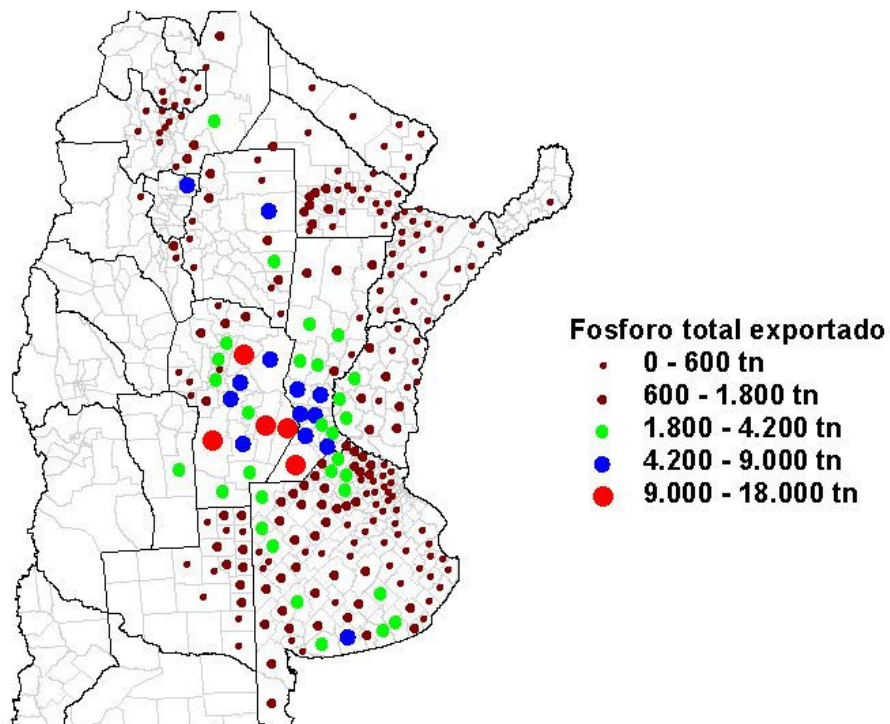 Fosforo total exportado
0 - 600 tn
600 - 1.800 tn
1.800 - 4.200 tn
4.200 - 9.000 tn
9.000 - 18.000 tn